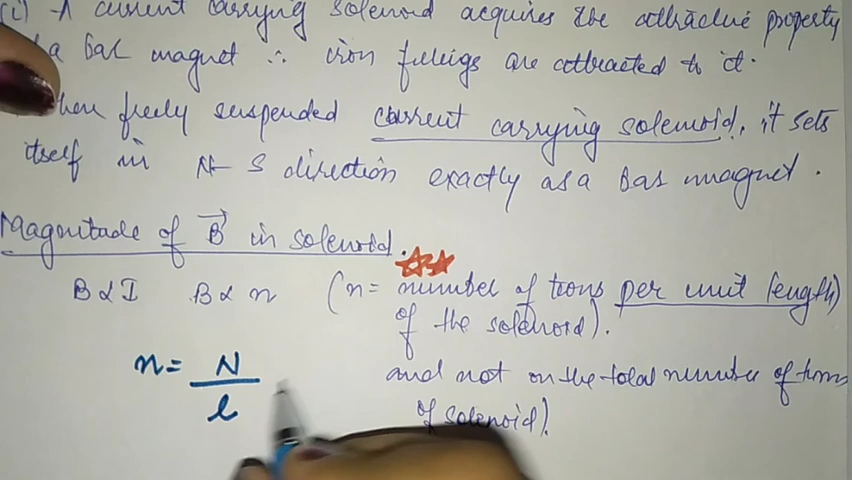 (i) A current carrying solenoid acquires the attractive property
a bar magnet ∴ iron fillings are attracted to it.
when freely suspended current carrying solenoid, it sets
itself in N-S direction exactly as a bar magnet.
Magnitude of B⃗ in solenoid.
B ∝ I B ∝ n (n = number of turns per unit length)
of the solenoid).
n = N/l and not on the total number of turns
of solenoid).